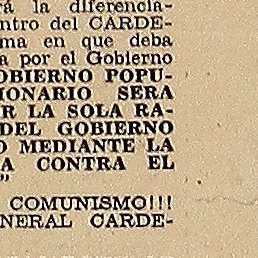 rá la diferencia-
ntro del CARDE-
ma en que deba
a por el Gobierno
OBIERNO POPU-
IONARIO SERA
R LA SOLA RA-
DEL GOBIERNO
O MEDIANTE LA
A CONTRA EL
"
COMUNISMO!!!
NERAL CARDE-